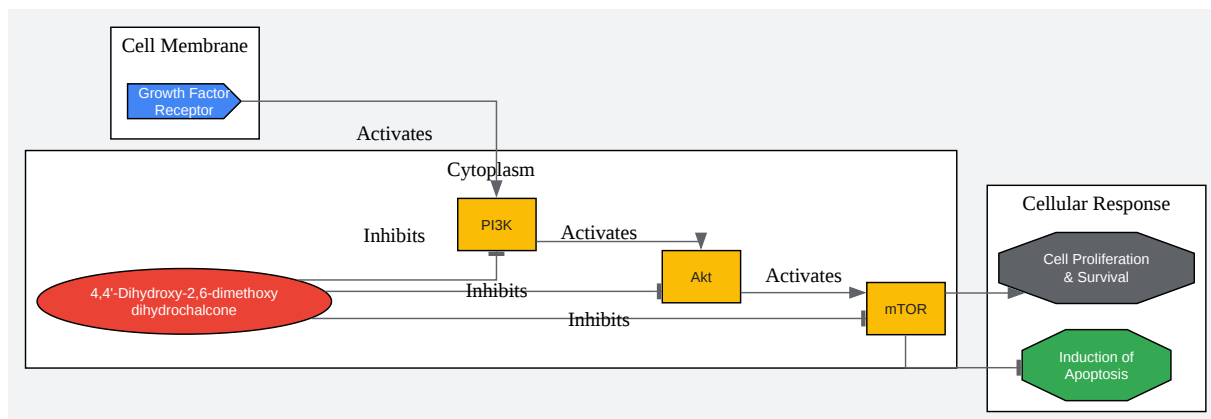 Cell Membrane
Growth Factor
Receptor
Activates
Cytoplasm
PI3K
Activates
Inhibits
Akt
Activates
4,4'-Dihydroxy-2,6-dimethoxy
dihydrochalcone
Inhibits
Inhibits
mTOR
Cellular Response
Cell Proliferation
& Survival
Induction of
Apoptosis